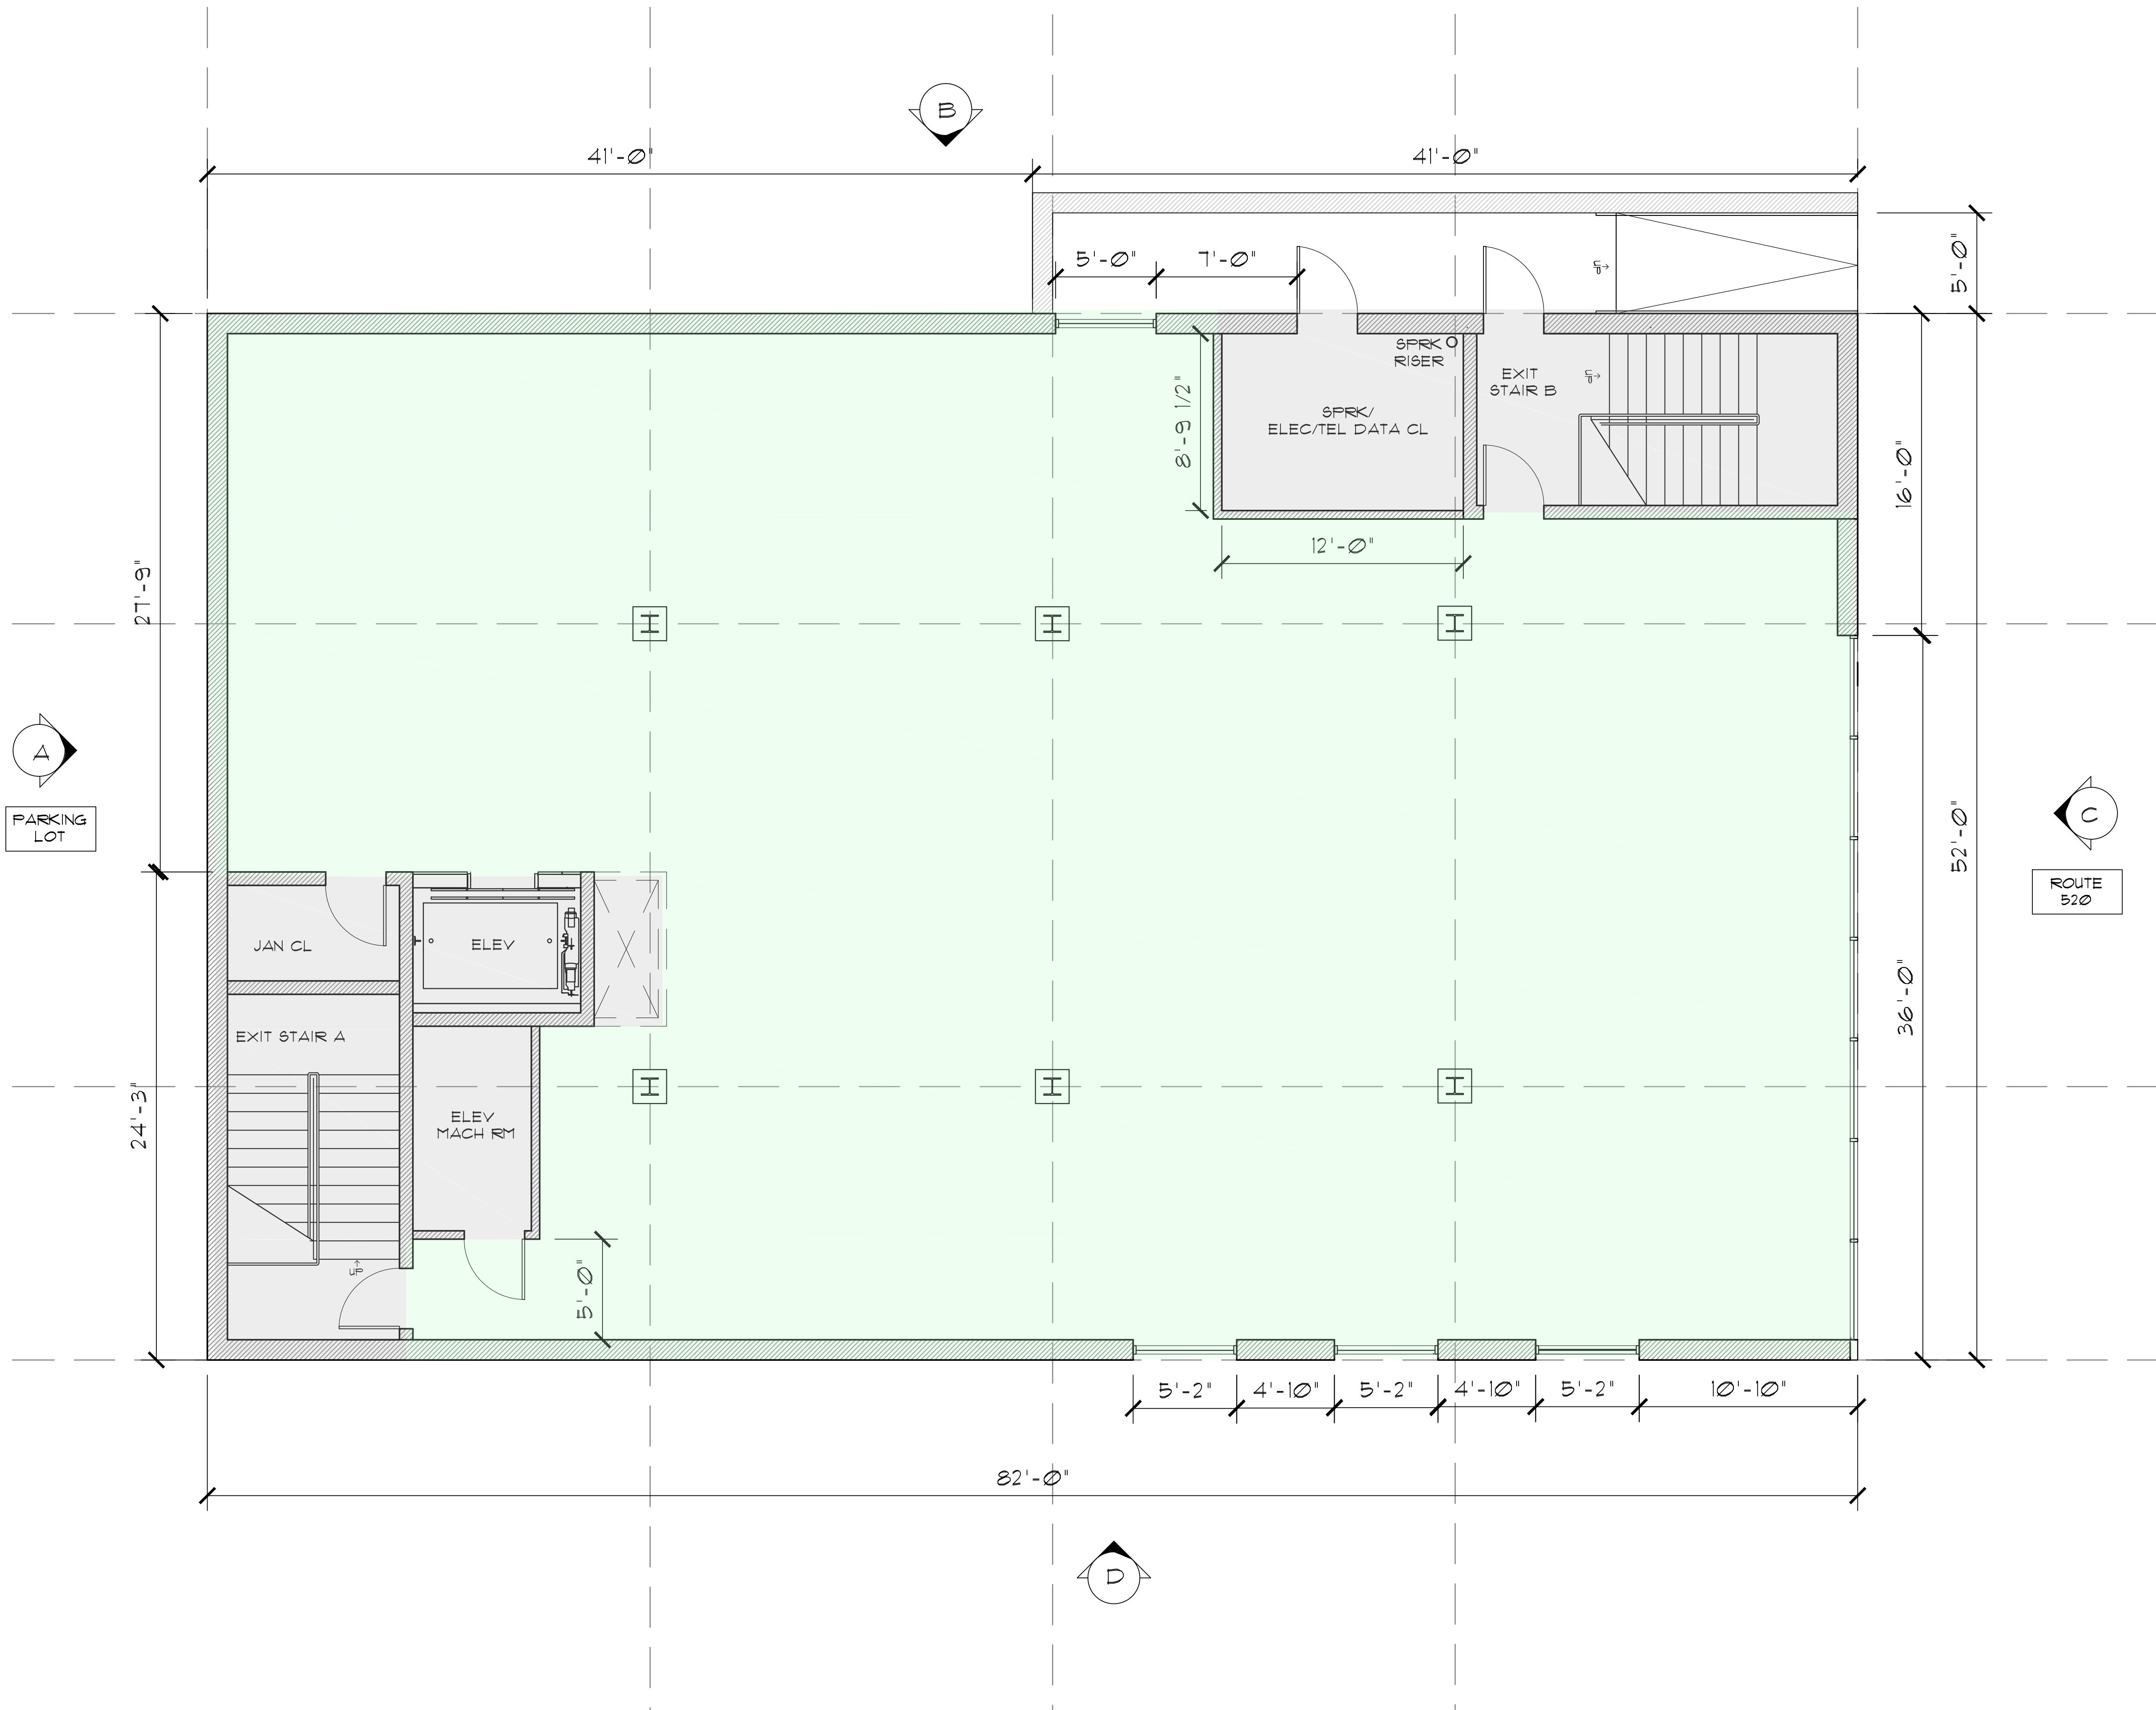 B
41'-0"
41'-0"
5'-0"
7'-0"
UP
5'-0"
SPRK
RISER
EXIT
STAIR B
UP
8'-9 1/2"
SPRK/
ELEC/TEL DATA CL
16'-0"
12'-0"
27'-9"
A
PARKING
LOT
C
ROUTE
520
52'-0"
JAN CL
ELEV
EXIT STAIR A
36'-0"
24'-3"
ELEV
MACH RM
UP
5'-0"
5'-2"
4'-10"
5'-2"
4'-10"
5'-2"
10'-10"
82'-0"
D